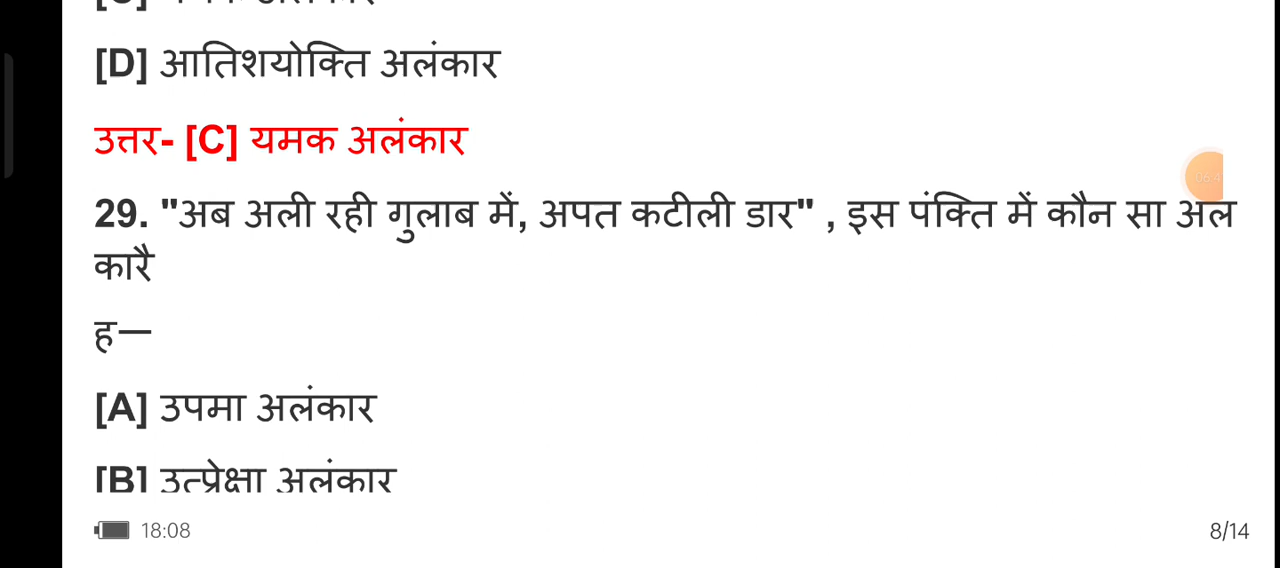 [D] आतिशयोक्ति अलंकार
उत्तर- [C] यमक अलंकार
29. "अब अली रही गुलाब में, अपत कटीली डार" , इस पंक्ति में कौन सा अल
कारै
ह—
[A] उपमा अलंकार
[B] उत्प्रेक्षा अलंकार
18:08
8/14